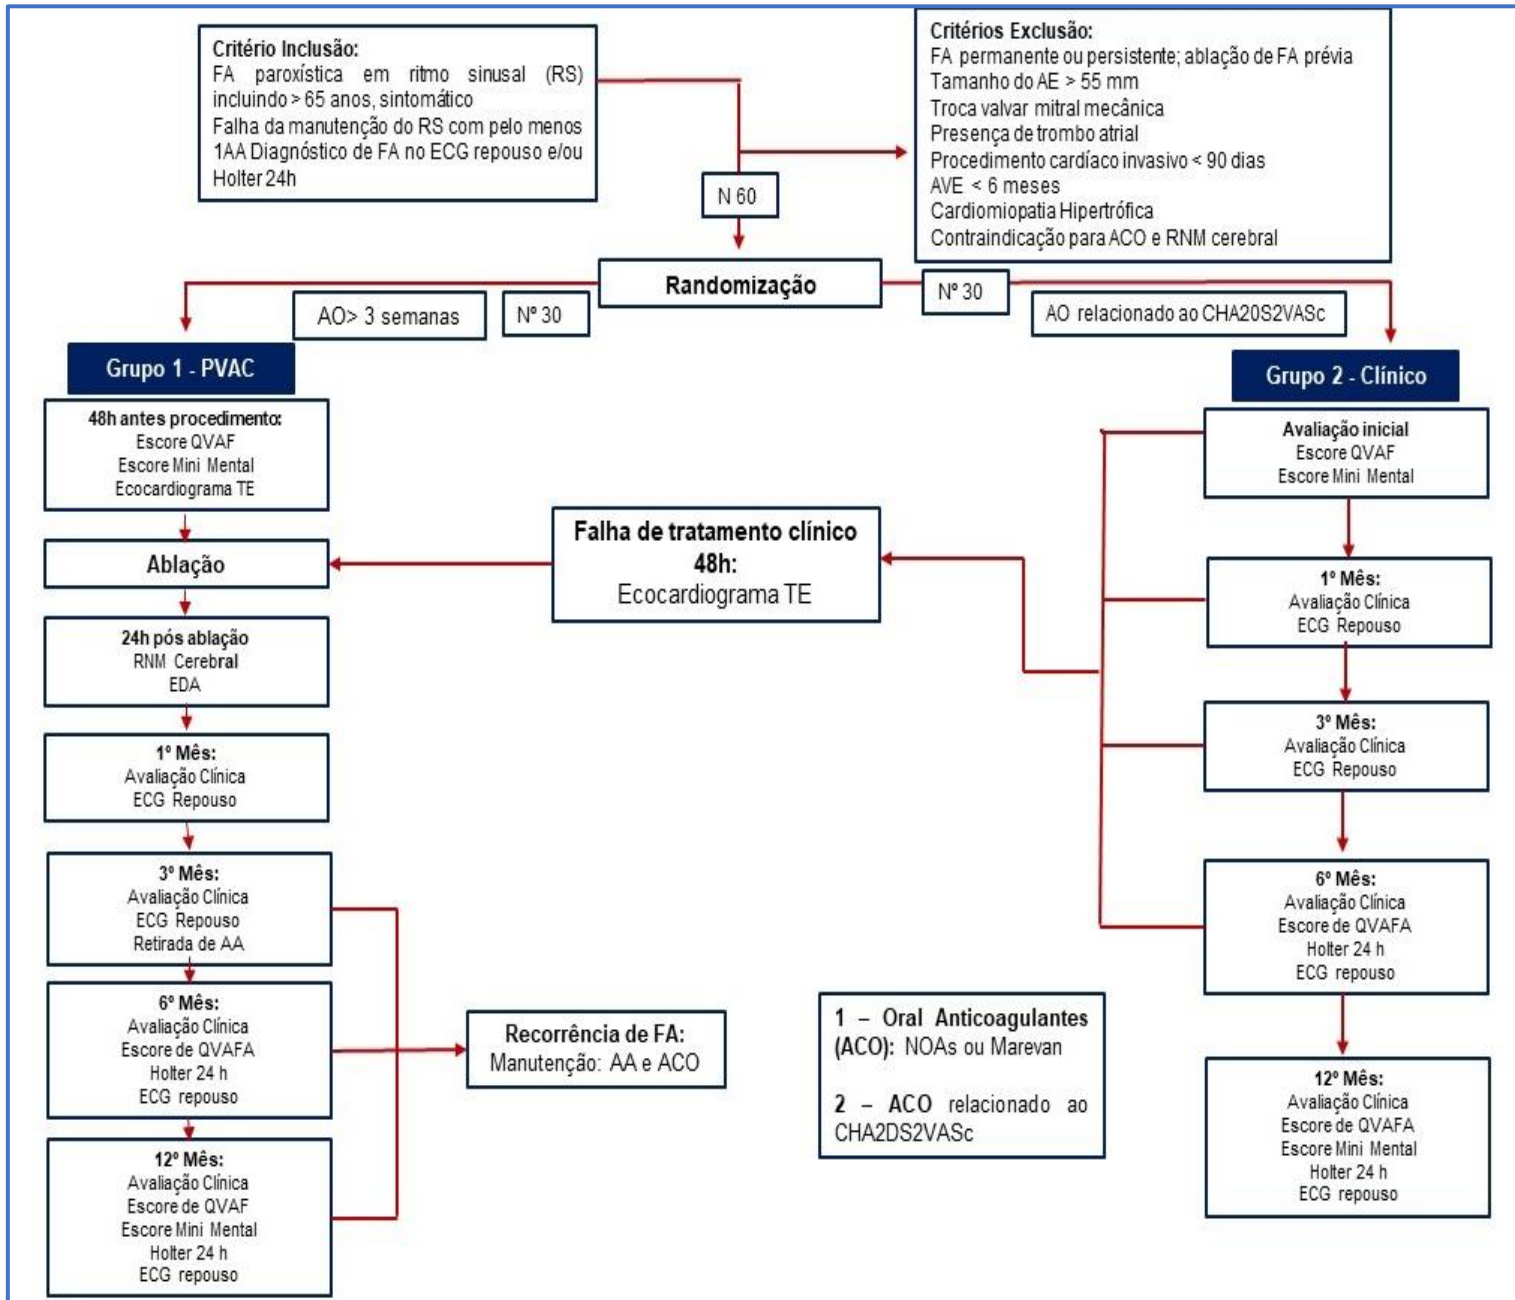 Critério Inclusão:
FA paroxística em ritmo sinusal (RS)
incluindo > 65 anos, sintomático
Falha da manutenção do RS com pelo menos
1AA Diagnóstico de FA no ECG repouso e/ou
Holter 24h
Critérios Exclusão:
FA permanente ou persistente; ablação de FA prévia
Tamanho do AE > 55 mm
Troca valvar mitral mecânica
Presença de trombo atrial
Procedimento cardíaco invasivo < 90 dias
AVE < 6 meses
Cardiomiopatia Hipertrófica
Contraindicação para ACO e RNM cerebral
N 60
Randomização
AO> 3 semanas
Nº 30
Nº 30
AO relacionado ao CHA20S2VASc
Grupo 1 - PVAC
48h antes procedimento:
Escore QVAF
Escore Mini Mental
Ecocardiograma TE
Ablação
24h pós ablação
RNM Cerebral
EDA
1º Mês:
Avaliação Clínica
ECG Repouso
3º Mês:
Avaliação Clínica
ECG Repouso
Retirada de AA
6º Mês:
Avaliação Clínica
Escore de QVAFA
Holter 24 h
ECG repouso
12º Mês:
Avaliação Clínica
Escore de QVAF
Escore Mini Mental
Holter 24 h
ECG repouso
Falha de tratamento clínico
48h:
Ecocardiograma TE
Recorrência de FA:
Manutenção: AA e ACO
1 – Oral Anticoagulantes
(ACO): NOAs ou Marevan
2 – ACO relacionado ao
CHA2DS2VASc
Grupo 2 - Clínico
Avaliação inicial
Escore QVAF
Escore Mini Mental
1º Mês:
Avaliação Clínica
ECG Repouso
3º Mês:
Avaliação Clínica
ECG Repouso
6º Mês:
Avaliação Clínica
Escore de QVAFA
Holter 24 h
ECG repouso
12º Mês:
Avaliação Clínica
Escore de QVAFA
Escore Mini Mental
Holter 24 h
ECG repouso